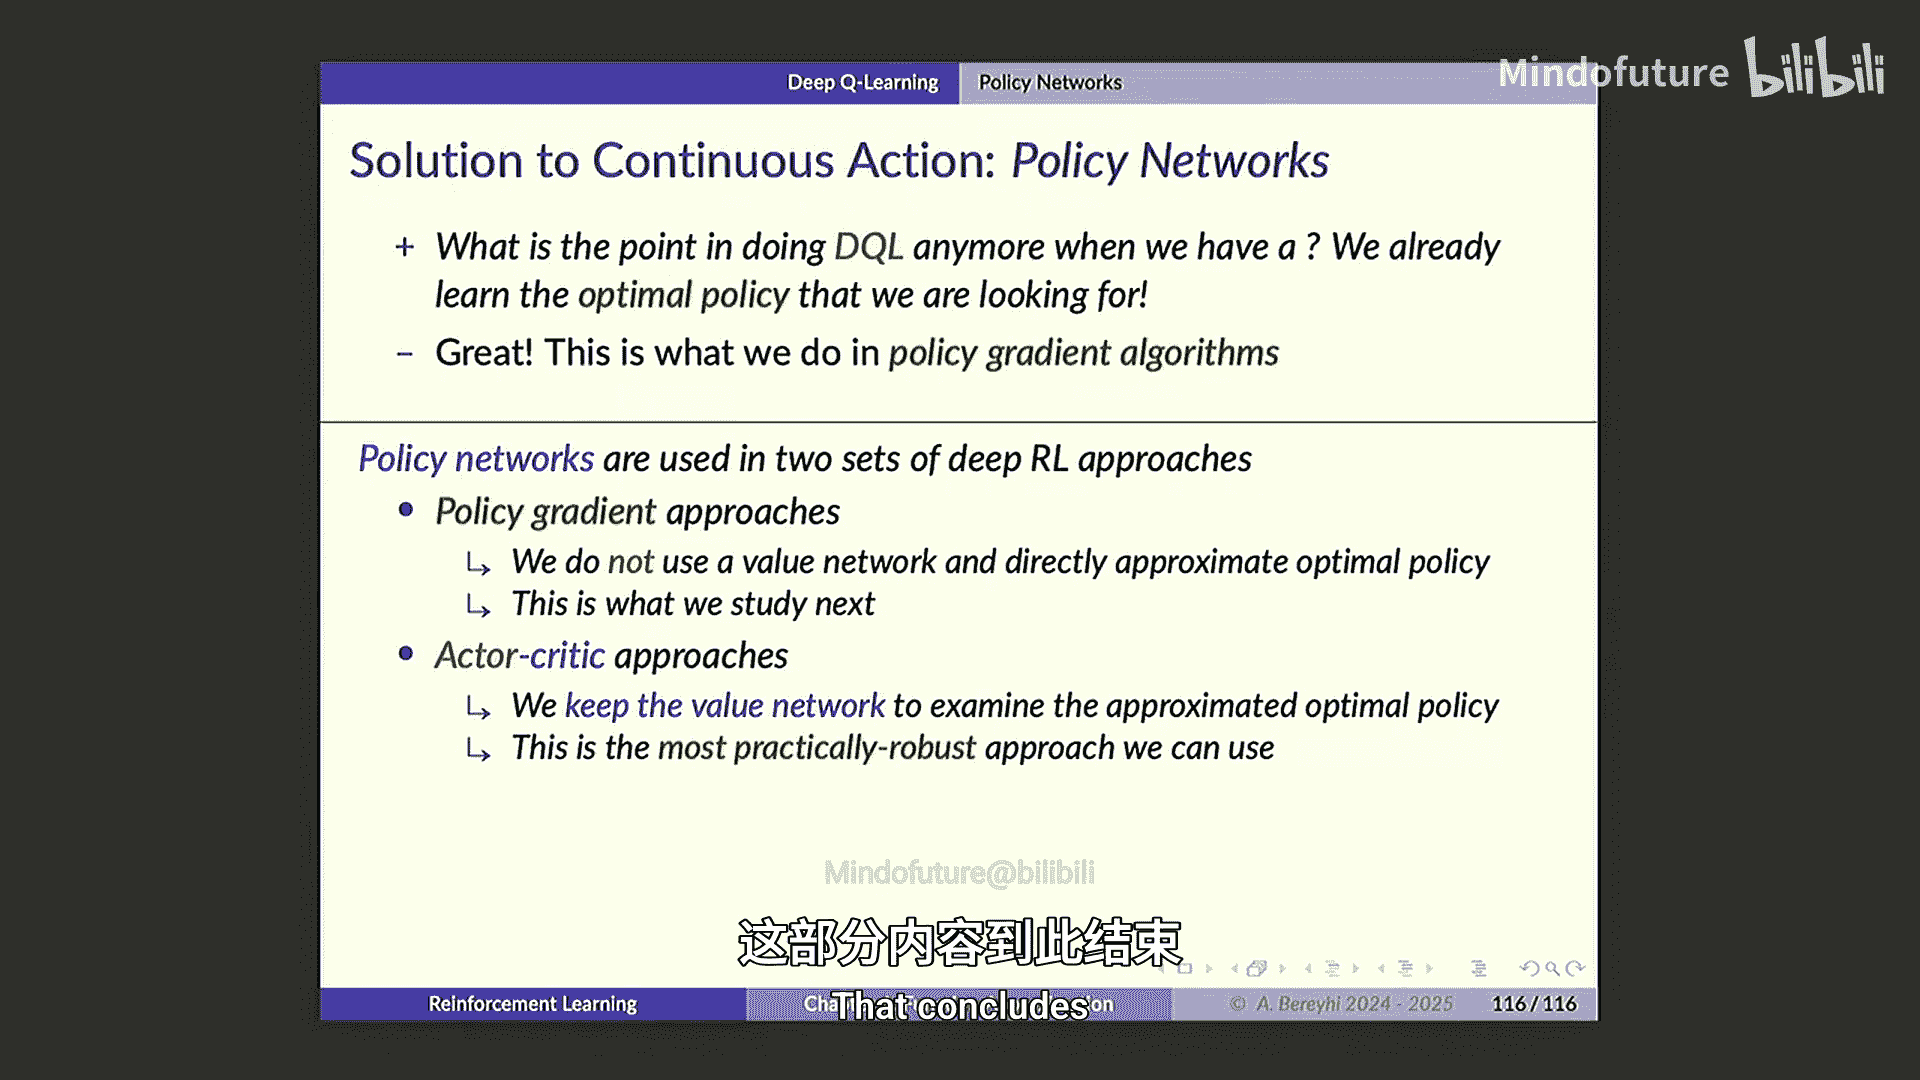 Mindofuture bilibili
Deep Q-Learning Policy Networks
Solution to Continuous Action: Policy Networks
+ What is the point in doing DQL anymore when we have a ? We already
learn the optimal policy that we are looking for!
– Great! This is what we do in policy gradient algorithms
Policy networks are used in two sets of deep RL approaches
• Policy gradient approaches
↳ We do not use a value network and directly approximate optimal policy
↳ This is what we study next
• Actor-critic approaches
↳ We keep the value network to examine the approximated optimal policy
↳ This is the most practically-robust approach we can use
Mindofuture@bilibili
这部分内容到此结束
That concludes
Reinforcement Learning
© A. Bereyhi 2024 - 2025 116 / 116